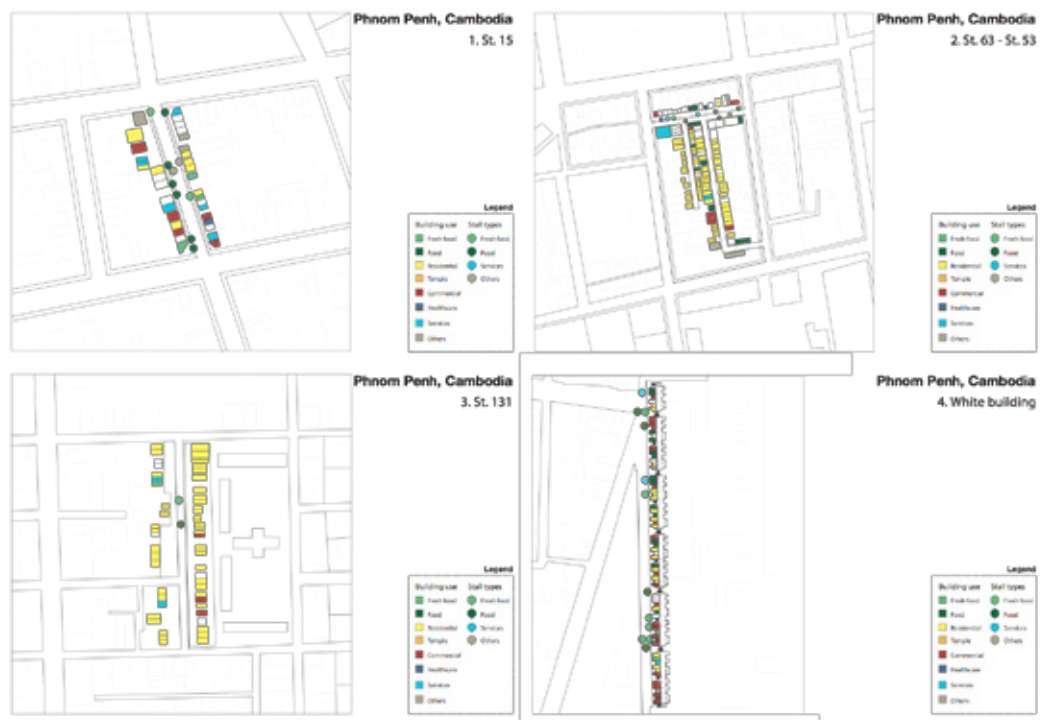 Phnom Penh, Cambodia
1. St. 15
Legend
Building use Stall types
Fresh food Fresh food
Food Food
Residential Services
Temple Others
Commercial
Healthcare
Services
Others
Phnom Penh, Cambodia
2. St. 63 - St. 53
Legend
Building use Stall types
Fresh food Fresh food
Food Food
Residential Services
Temple Others
Commercial
Healthcare
Services
Others
Phnom Penh, Cambodia
3. St. 131
Legend
Building use Stall types
Fresh food Fresh food
Food Food
Residential Services
Temple Others
Commercial
Healthcare
Services
Others
Phnom Penh, Cambodia
4. White building
Legend
Building use Stall types
Fresh food Fresh food
Food Food
Residential Services
Temple Others
Commercial
Healthcare
Services
Others